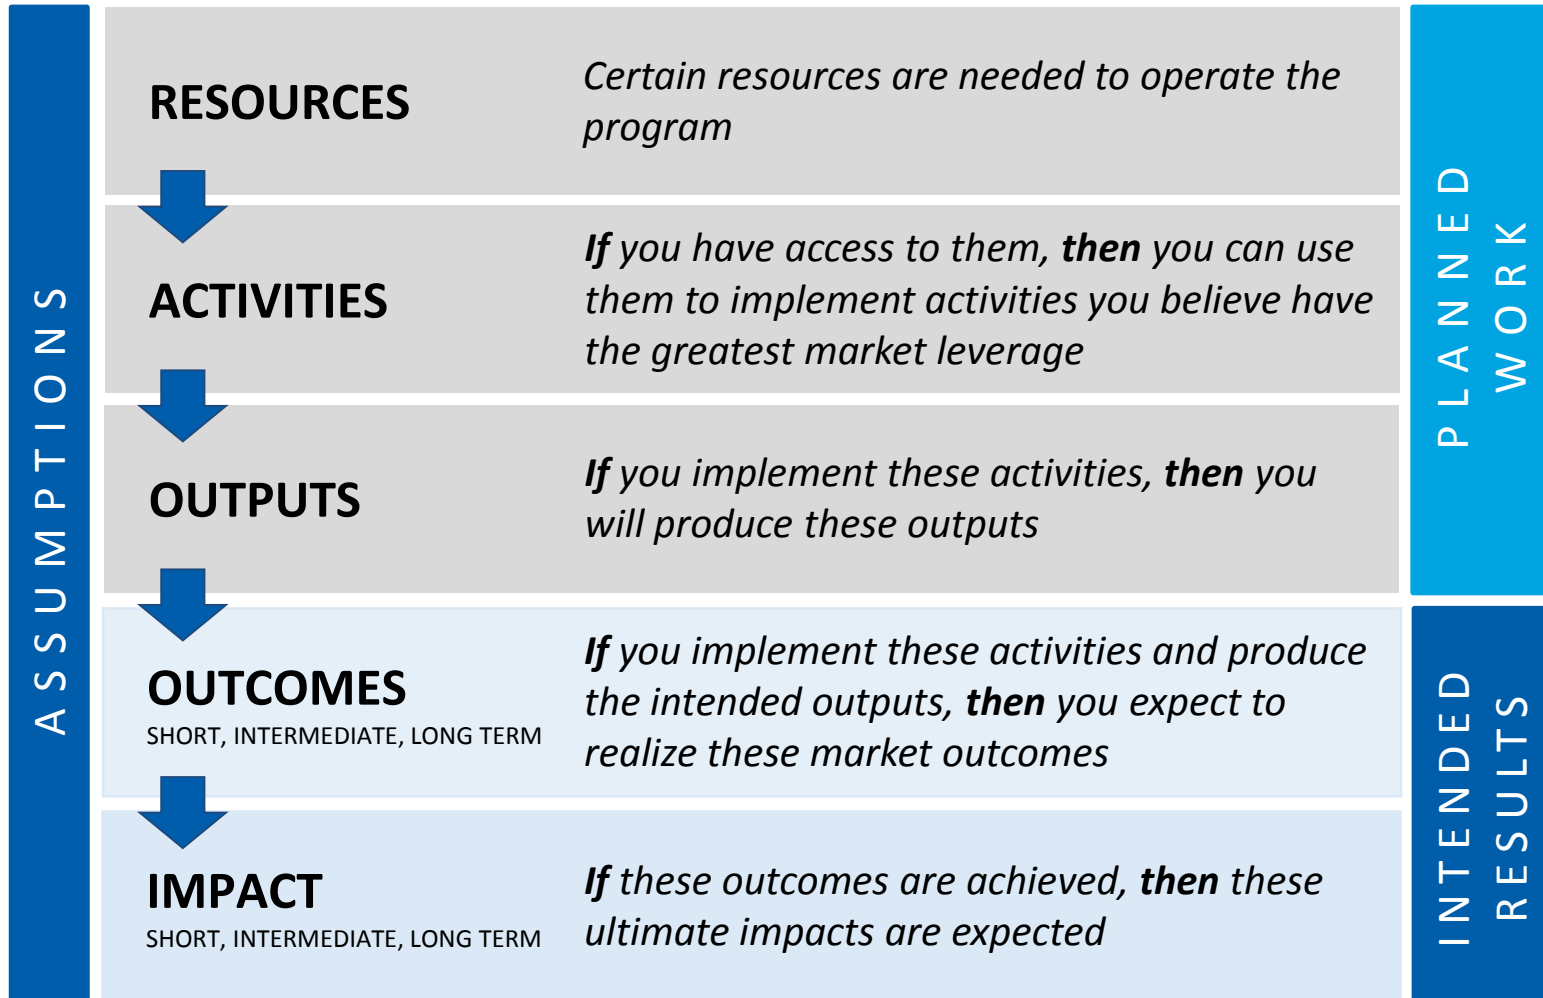 ASSUMPTIONS
RESOURCES
Certain resources are needed to operate the
program
ACTIVITIES
If you have access to them, then you can use
them to implement activities you believe have
the greatest market leverage
OUTPUTS
If you implement these activities, then you
will produce these outputs
PLANNED
WORK
OUTCOMES
SHORT, INTERMEDIATE, LONG TERM
If you implement these activities and produce
the intended outputs, then you expect to
realize these market outcomes
IMPACT
SHORT, INTERMEDIATE, LONG TERM
If these outcomes are achieved, then these
ultimate impacts are expected
INTENDED
RESULTS